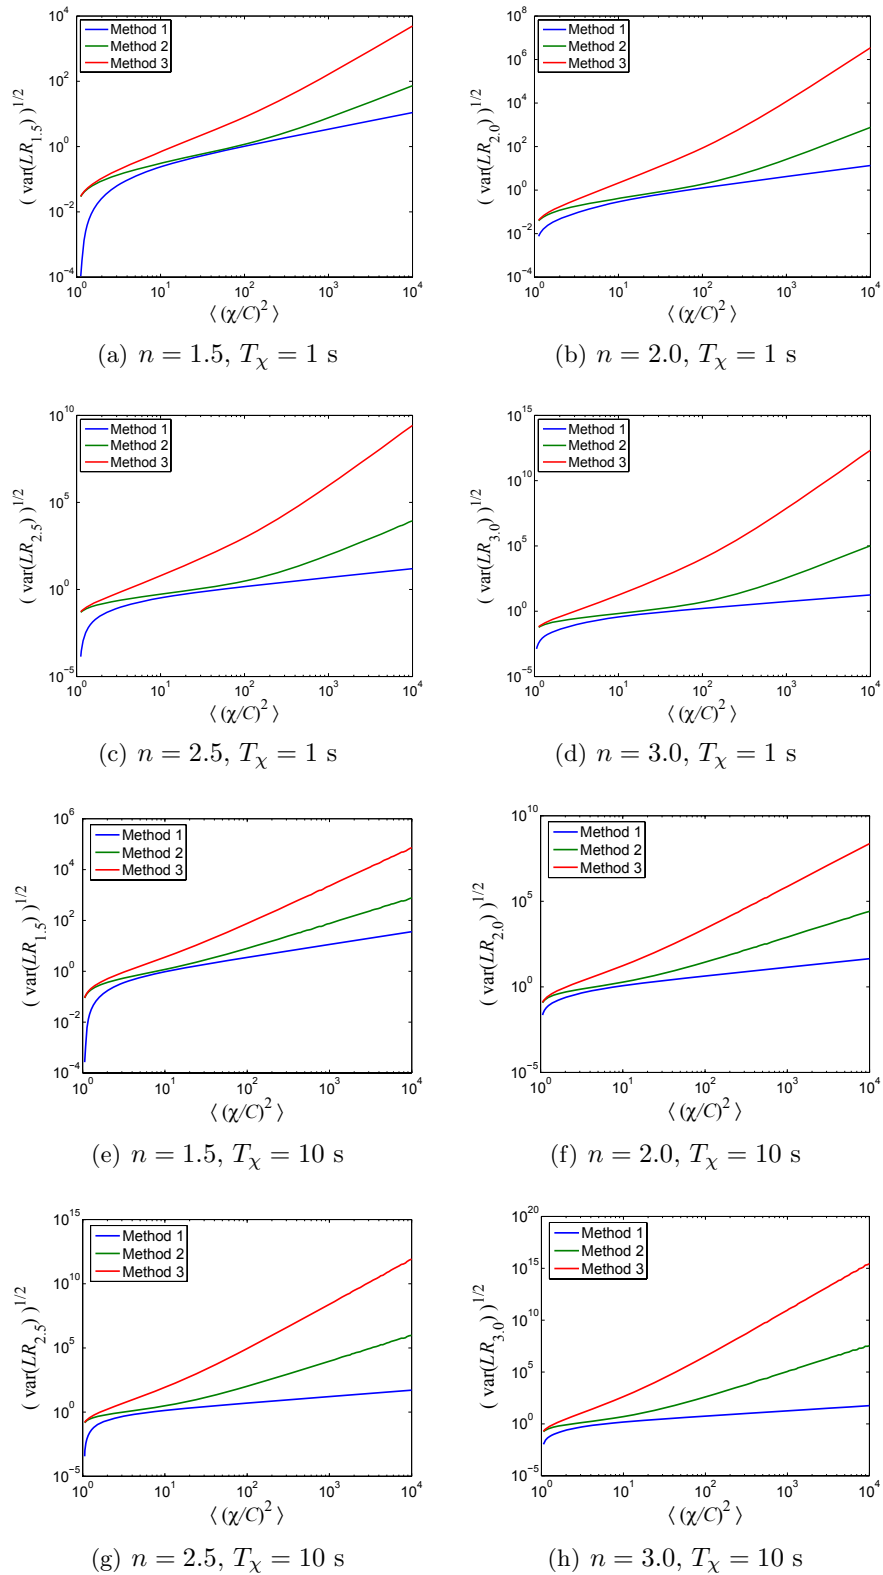 10^4
10^2
10^0
10^-2
10^-4
( var(LR_1.5) )^1/2
Method 1
Method 2
Method 3
10^0 10^1 10^2 10^3 10^4
⟨ (χ/C)^2 ⟩
(a) n = 1.5, T_χ = 1 s
10^8
10^6
10^4
10^2
10^0
10^-2
10^-4
( var(LR_2.0) )^1/2
Method 1
Method 2
Method 3
10^0 10^1 10^2 10^3 10^4
⟨ (χ/C)^2 ⟩
(b) n = 2.0, T_χ = 1 s
10^10
10^5
10^0
10^-5
( var(LR_2.5) )^1/2
Method 1
Method 2
Method 3
10^0 10^1 10^2 10^3 10^4
⟨ (χ/C)^2 ⟩
(c) n = 2.5, T_χ = 1 s
10^15
10^10
10^5
10^0
10^-5
( var(LR_3.0) )^1/2
Method 1
Method 2
Method 3
10^0 10^1 10^2 10^3 10^4
⟨ (χ/C)^2 ⟩
(d) n = 3.0, T_χ = 1 s
10^6
10^4
10^2
10^0
10^-2
10^-4
( var(LR_1.5) )^1/2
Method 1
Method 2
Method 3
10^0 10^1 10^2 10^3 10^4
⟨ (χ/C)^2 ⟩
(e) n = 1.5, T_χ = 10 s
10^10
10^5
10^0
10^-5
( var(LR_2.0) )^1/2
Method 1
Method 2
Method 3
10^0 10^1 10^2 10^3 10^4
⟨ (χ/C)^2 ⟩
(f) n = 2.0, T_χ = 10 s
10^15
10^10
10^5
10^0
10^-5
( var(LR_2.5) )^1/2
Method 1
Method 2
Method 3
10^0 10^1 10^2 10^3 10^4
⟨ (χ/C)^2 ⟩
(g) n = 2.5, T_χ = 10 s
10^20
10^15
10^10
10^5
10^0
10^-5
( var(LR_3.0) )^1/2
Method 1
Method 2
Method 3
10^0 10^1 10^2 10^3 10^4
⟨ (χ/C)^2 ⟩
(h) n = 3.0, T_χ = 10 s